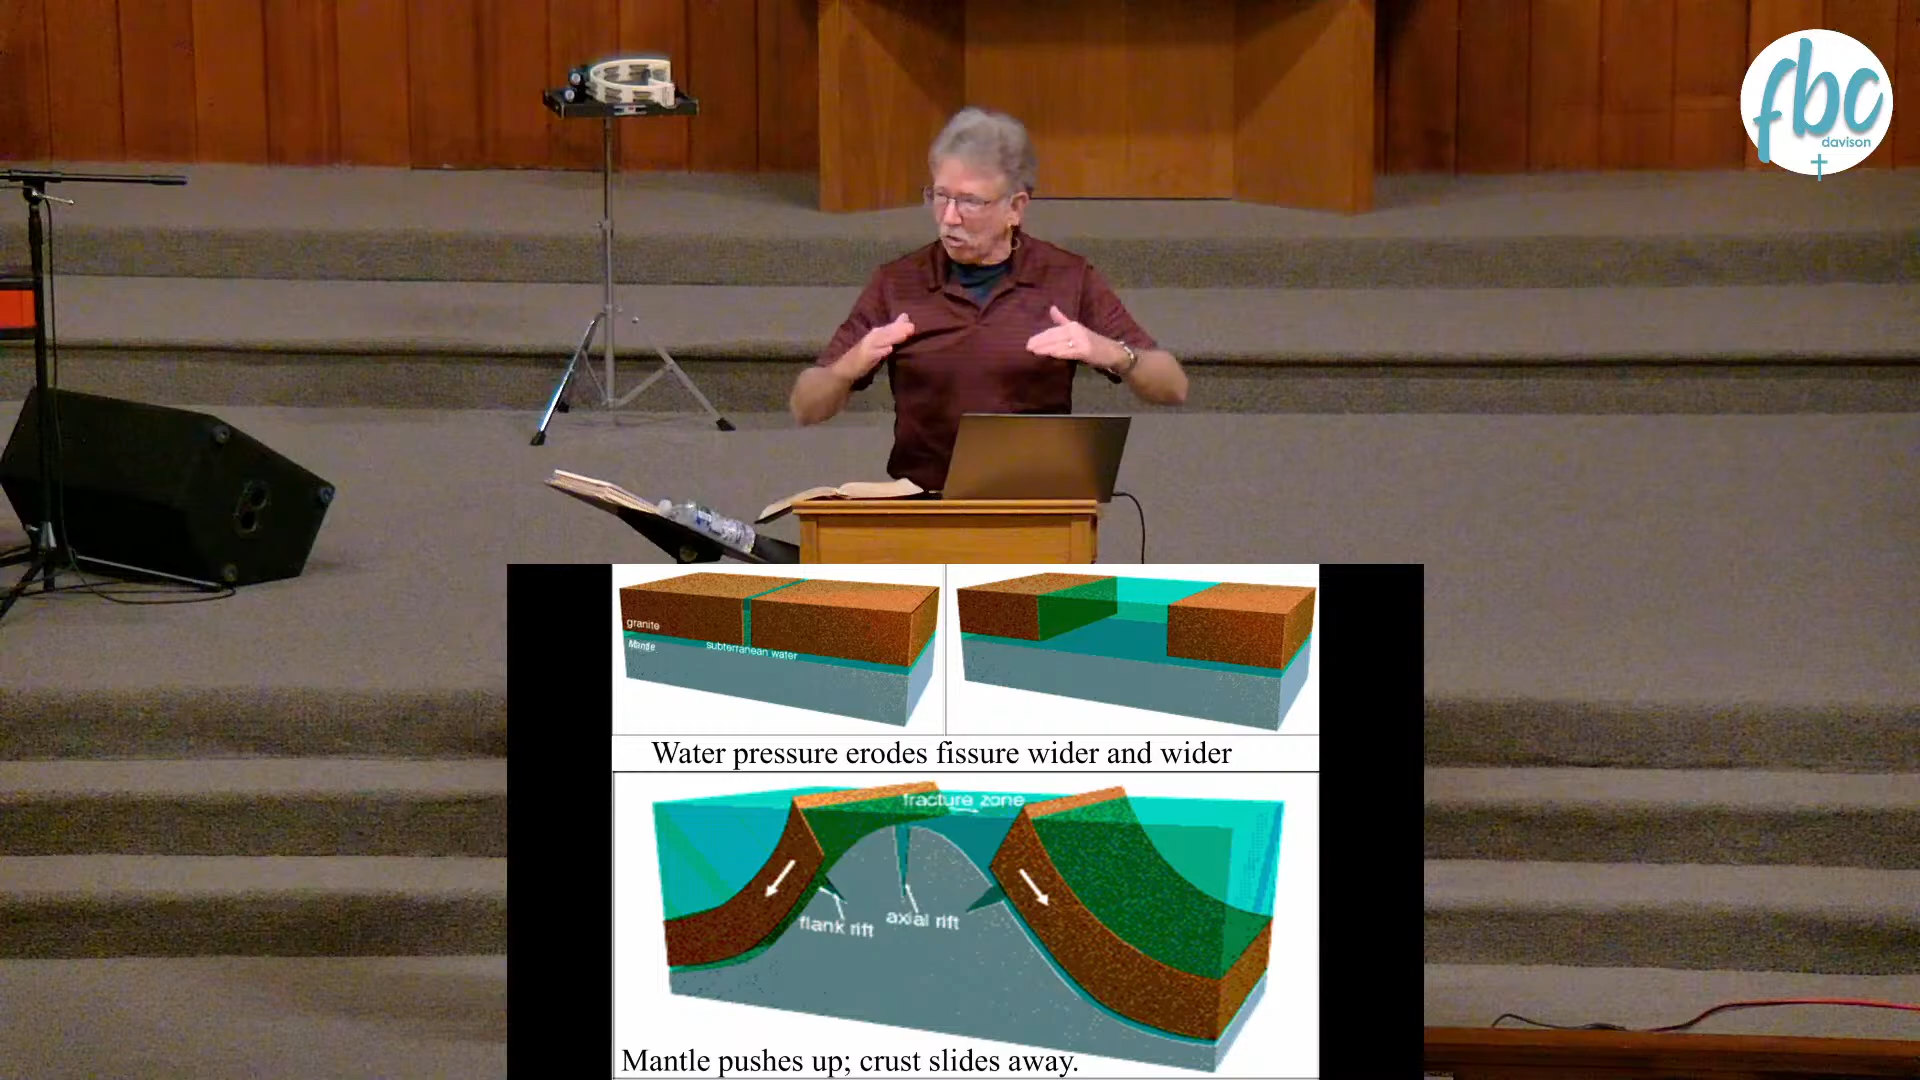 fbc
davison
granite
Mantle
subterranean water
Water pressure erodes fissure wider and wider
fracture zone
flank rift
axial rift
Mantle pushes up; crust slides away.